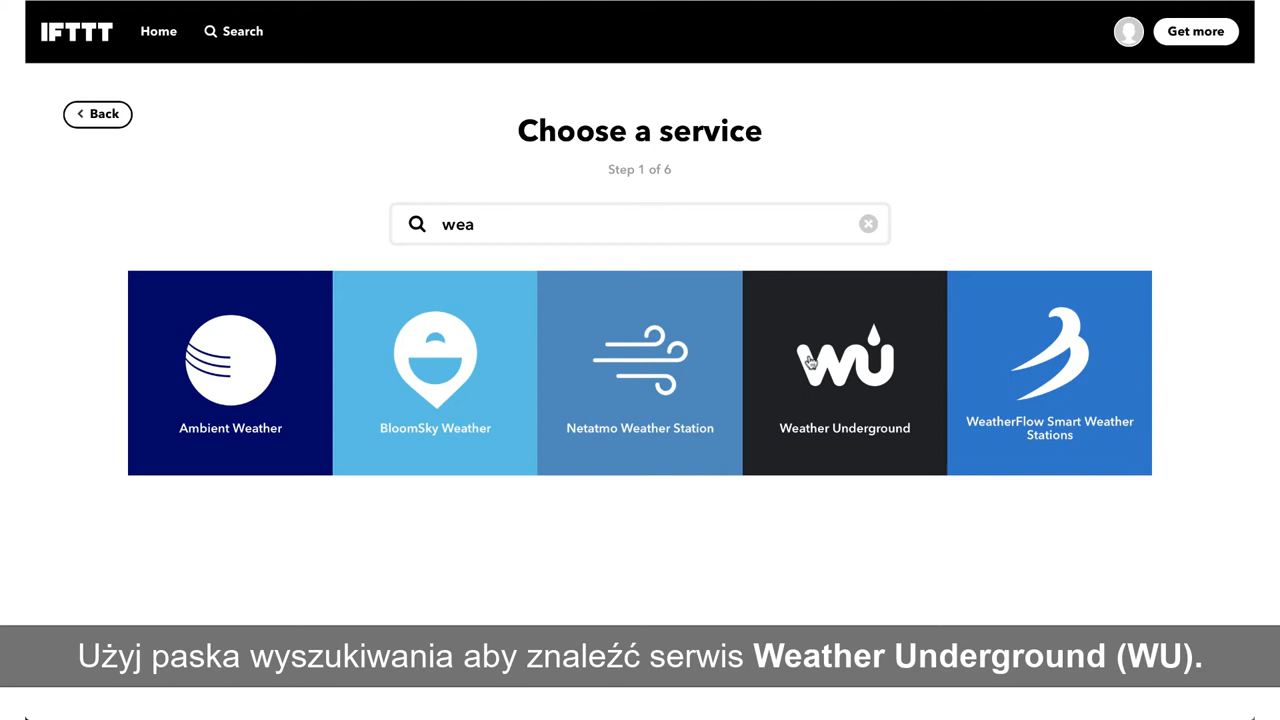 IFTTT Home Search Get more
Back
Choose a service
Step 1 of 6
wea
WU
Ambient Weather
BloomSky Weather
Netatmo Weather Station
Weather Underground
WeatherFlow Smart Weather
Stations
Użyj paska wyszukiwania aby znaleźć serwis Weather Underground (WU).